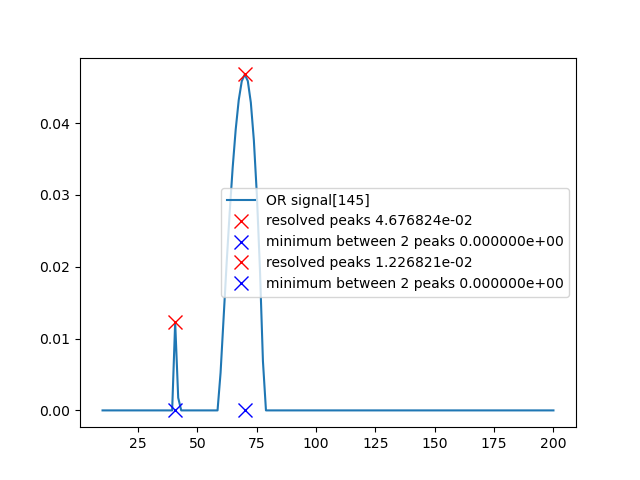 0.04
0.03
0.02
0.01
0.00
OR signal[145]
resolved peaks 4.676824e-02
minimum between 2 peaks 0.000000e+00
resolved peaks 1.226821e-02
minimum between 2 peaks 0.000000e+00
25 50 75 100 125 150 175 200